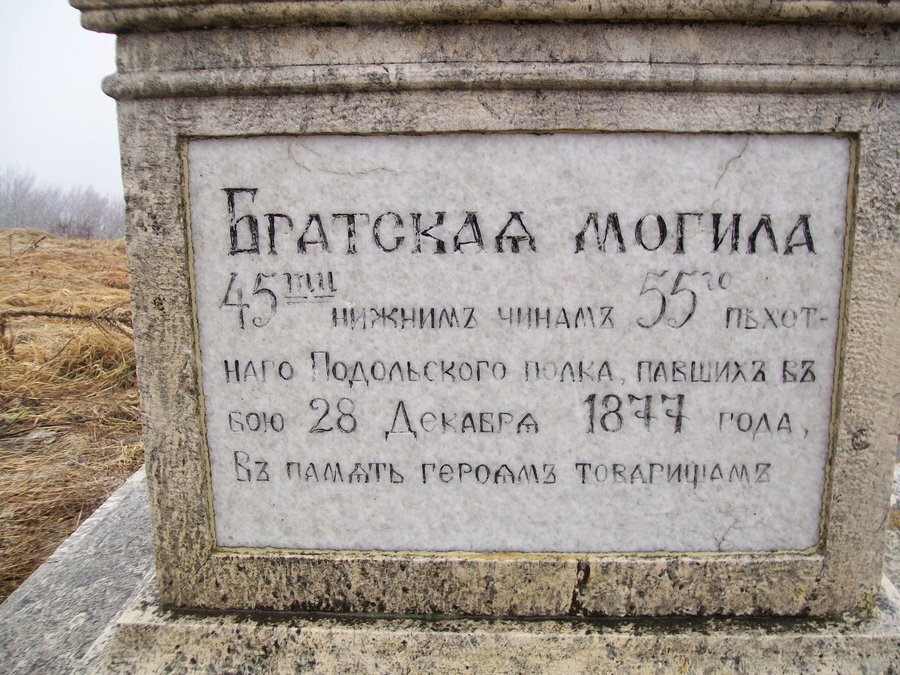 Братская могила
45ти нижнимъ чинамъ 55го пѣхот-
наго Подольского полка, павшихъ въ
бою 28 Декабря 1877 года,
Въ память героямъ товарищамъ